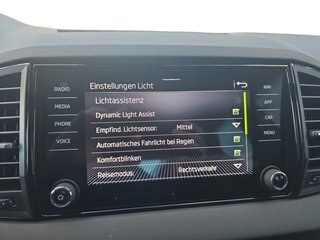 Einstellungen Licht
RADIO
MEDIA
PHONE
VOICE
Lichtassistenz
Dynamic Light Assist
Empfind. Lichtsensor: Mittel
Automatisches Fahrlicht bei Regen
Komfortblinken
Reisemodus: Rechtsverkehr
NAV
APP
CAR
MENU